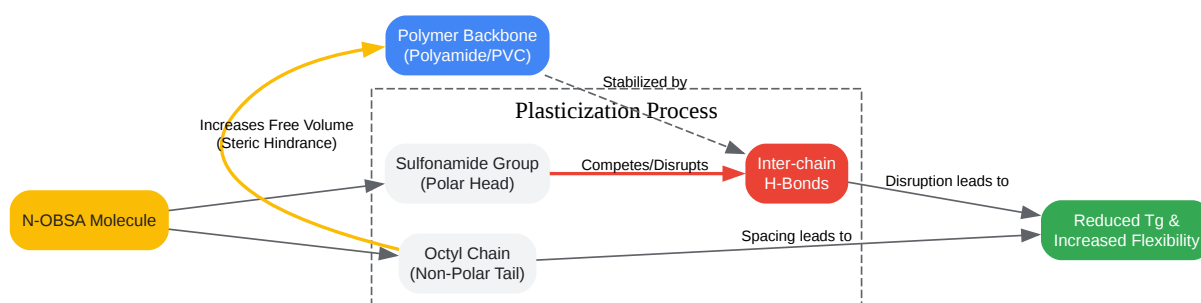 Polymer Backbone
(Polyamide/PVC)
Stabilized by
Plasticization Process
Increases Free Volume
(Steric Hindrance)
Sulfonamide Group
(Polar Head)
Competes/Disrupts
Inter-chain
H-Bonds
Disruption leads to
N-OBSA Molecule
Reduced Tg &
Increased Flexibility
Octyl Chain
(Non-Polar Tail)
Spacing leads to